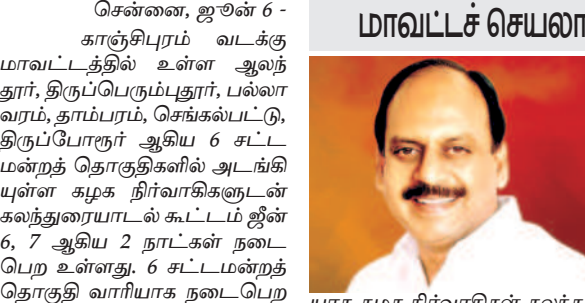 சென்னை, ஜூன் 6 -
காஞ்சிபுரம் வடக்கு
மாவட்டத்தில் உள்ள ஆலந்
தூர், திருப்பெரும்புதூர், பல்லா
வரம், தாம்பரம், செங்கல்பட்டு,
திருப்போரூர் ஆகிய 6 சட்ட
மன்றத் தொகுதிகளில் அடங்கி
யுள்ள கழக நிர்வாகிகளுடன்
கலந்துரையாடல் கூட்டம் ஜீன்
6, 7 ஆகிய 2 நாட்கள் நடை
பெற உள்ளது. 6 சட்டமன்றத்
தொகுதி வாரியாக நடைபெற
மாவட்டச் செயலா